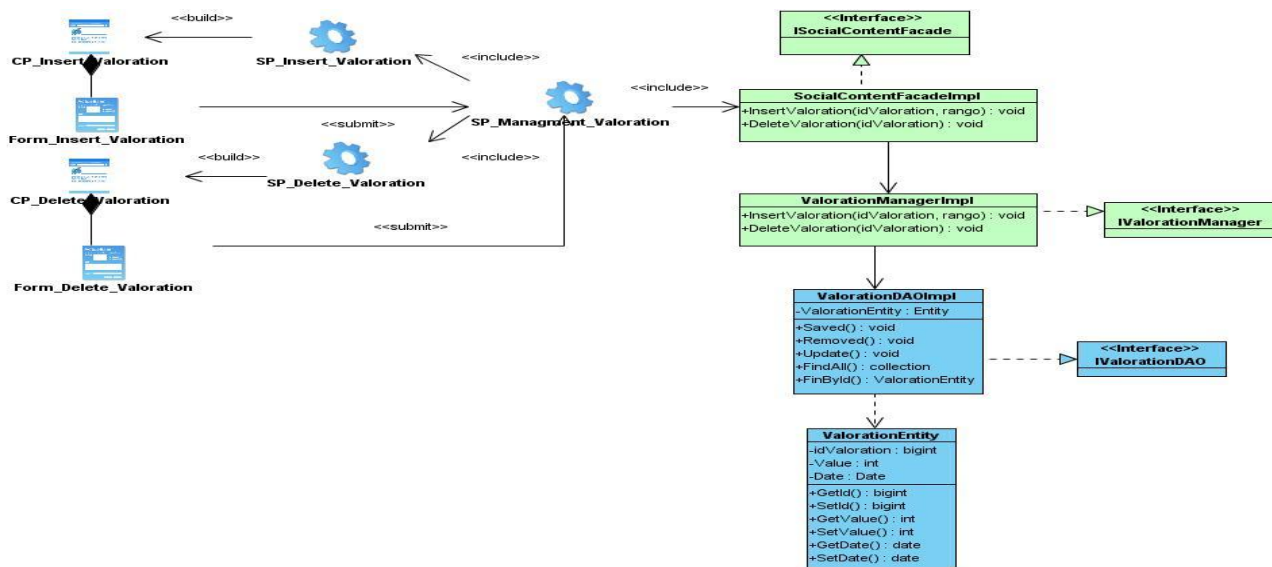 <<build>>
CP_Insert_Valoration
SP_Insert_Valoration
<<include>>
Form_Insert_Valoration
<<submit>>
SP_Managment_Valoration
<<include>>
<<build>>
<<include>>
CP_Delete_Valoration
SP_Delete_Valoration
<<submit>>
Form_Delete_Valoration
<<Interface>>
ISocialContentFacade
SocialContentFacadeImpl
+InsertValoration(idValoration, rango) : void
+DeleteValoration(idValoration) : void
ValorationManagerImpl
+InsertValoration(idValoration, rango) : void
+DeleteValoration(idValoration) : void
<<Interface>>
IValorationManager
ValorationDAOImpl
-ValorationEntity : Entity
+Saved() : void
+Removed() : void
+Update() : void
+FindAll() : collection
+FinById() : ValorationEntity
<<Interface>>
IValorationDAO
ValorationEntity
-idValoration : bigint
-Value : int
-Date : Date
+GetId() : bigint
+SetId() : bigint
+GetValue() : int
+SetValue() : int
+GetDate() : date
+SetDate() : date